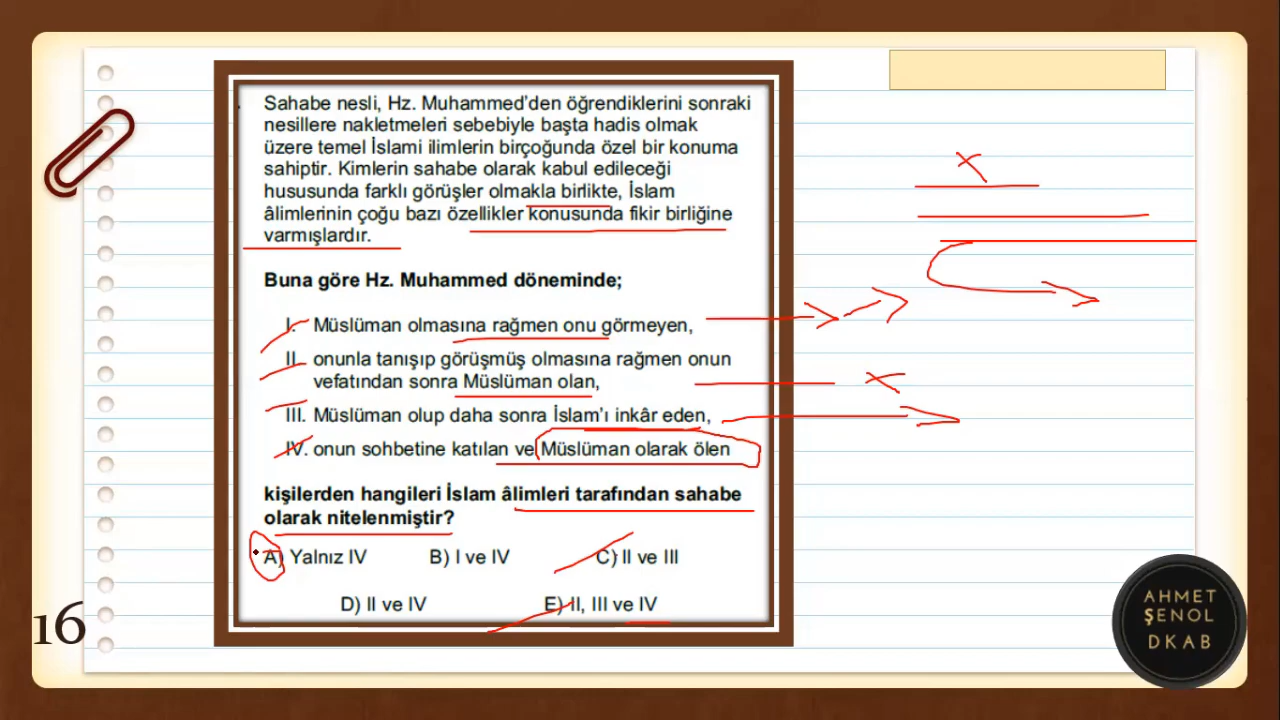 Sahabe nesli, Hz. Muhammed'den öğrendiklerini sonraki
nesillere nakletmeleri sebebiyle başta hadis olmak
üzere temel İslami ilimlerin birçoğunda özel bir konuma
sahiptir. Kimlerin sahabe olarak kabul edileceği
hususunda farklı görüşler olmakla birlikte, İslam
âlimlerinin çoğu bazı özellikler konusunda fikir birliğine
varmışlardır.
Buna göre Hz. Muhammed döneminde;
I. Müslüman olmasına rağmen onu görmeyen,
II. onunla tanışıp görüşmüş olmasına rağmen onun
vefatından sonra Müslüman olan,
III. Müslüman olup daha sonra İslam'ı inkâr eden,
IV. onun sohbetine katılan ve Müslüman olarak ölen
kişilerden hangileri İslam âlimleri tarafından sahabe
olarak nitelenmiştir?
A) Yalnız IV B) I ve IV C) II ve III
D) II ve IV E) II, III ve IV
16
AHMET
ŞENOL
DKAB